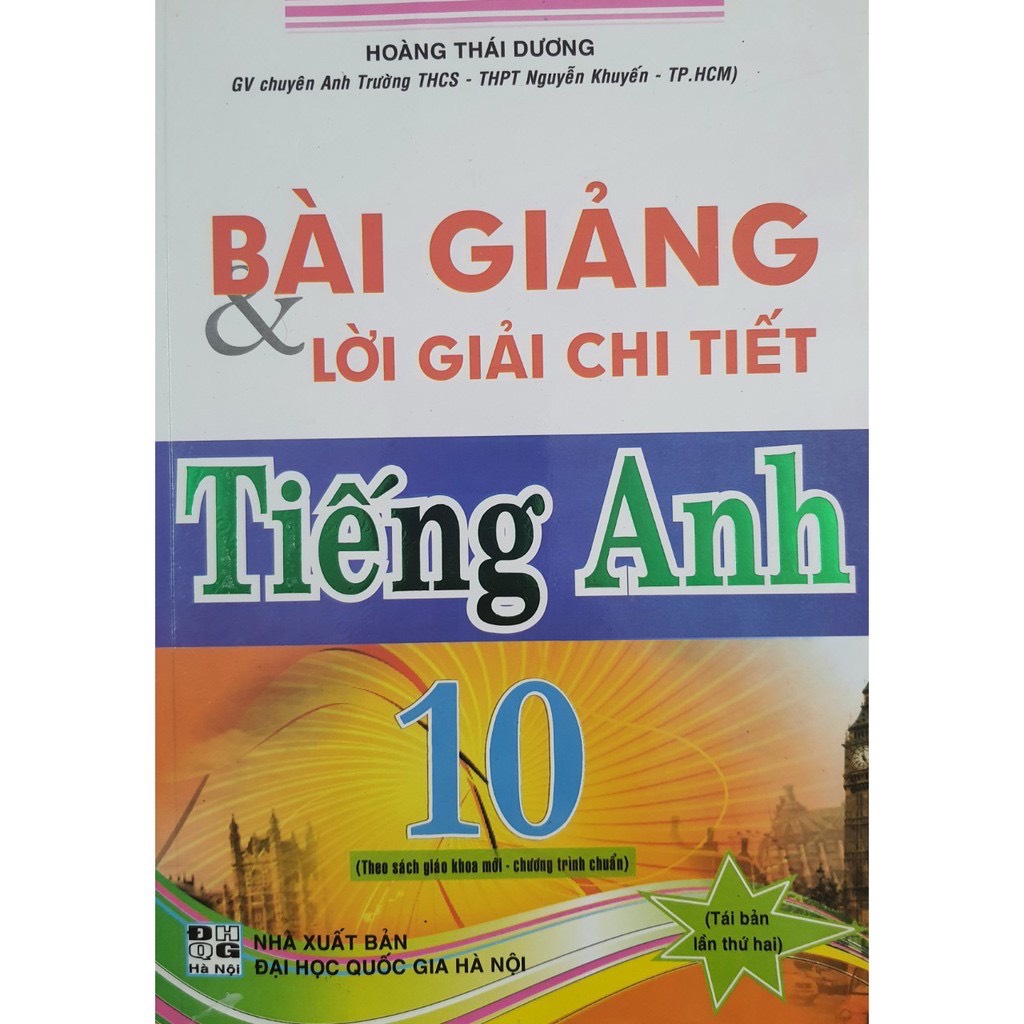 HOÀNG THÁI DƯƠNG
GV chuyên Anh Trường THCS - THPT Nguyễn Khuyến - TP.HCM)
BÀI GIẢNG
& LỜI GIẢI CHI TIẾT
Tiếng Anh
10
(Theo sách giáo khoa mới - chương trình chuẩn)
(Tái bản
lần thứ hai)
ĐH
QG
Hà Nội
NHÀ XUẤT BẢN
ĐẠI HỌC QUỐC GIA HÀ NỘI